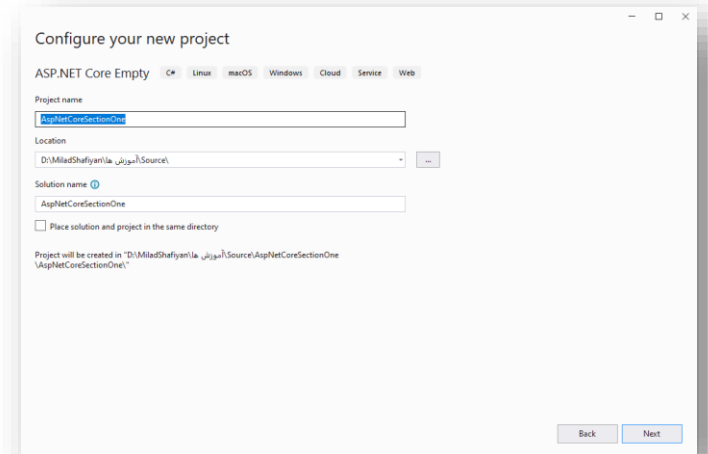 Configure your new project
ASP.NET Core Empty C# Linux macOS Windows Cloud Service Web
Project name
AspNetCoreSectionOne
Location
D:\MiladShafiyan\آموزش ها\Source\
...
Solution name
AspNetCoreSectionOne
Place solution and project in the same directory
Project will be created in "D:\MiladShafiyan\آموزش ها\Source\AspNetCoreSectionOne
\AspNetCoreSectionOne\"
Back Next